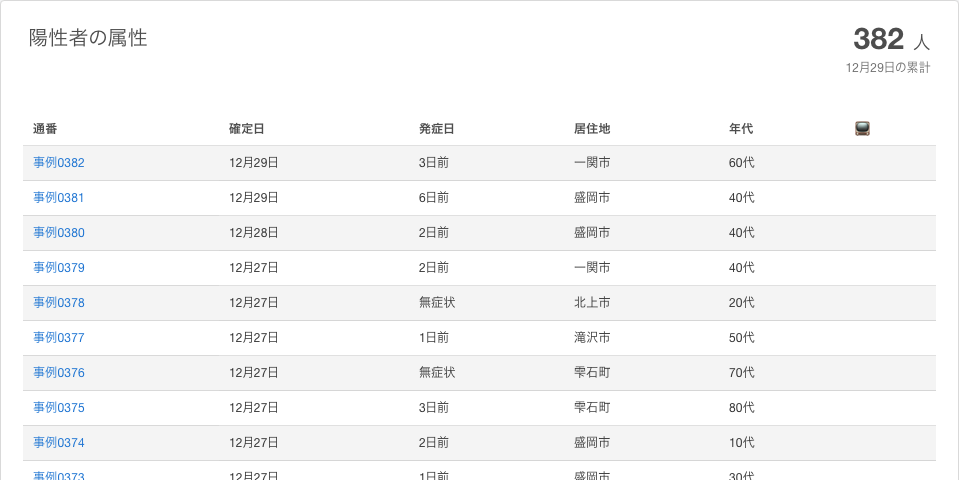 陽性者の属性
382 人
12月29日の累計
通番 確定日 発症日 居住地 年代
事例0382 12月29日 3日前 一関市 60代
事例0381 12月29日 6日前 盛岡市 40代
事例0380 12月28日 2日前 盛岡市 40代
事例0379 12月27日 2日前 一関市 40代
事例0378 12月27日 無症状 北上市 20代
事例0377 12月27日 1日前 滝沢市 50代
事例0376 12月27日 無症状 雫石町 70代
事例0375 12月27日 3日前 雫石町 80代
事例0374 12月27日 2日前 盛岡市 10代
事例0373 12月27日 1日前 盛岡市 30代